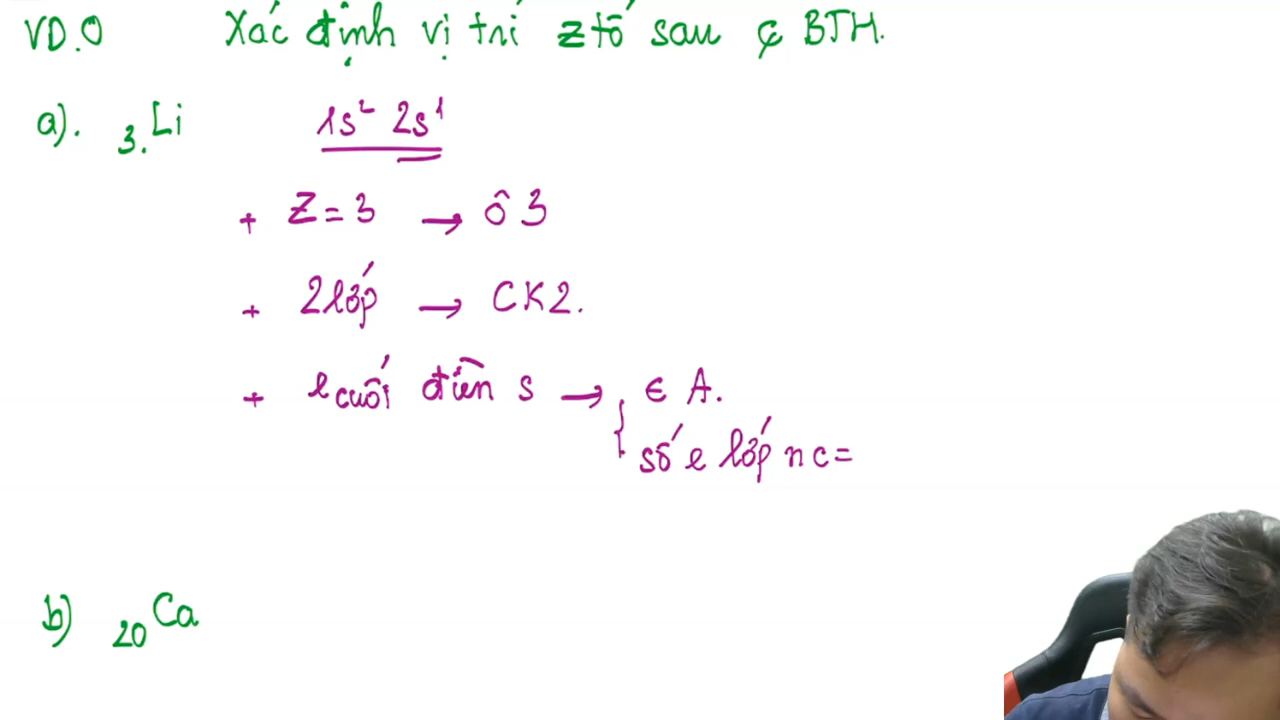 VD.0 Xác định vị trí z tố sau ȼ BTH.
a). ₃.Li 1s² 2s¹
+ Z = 3 → ô 3
+ 2 lớp → CK2.
+ e cuối điền s → { ∈ A.
số e lớp nc =
b) ₂₀Ca